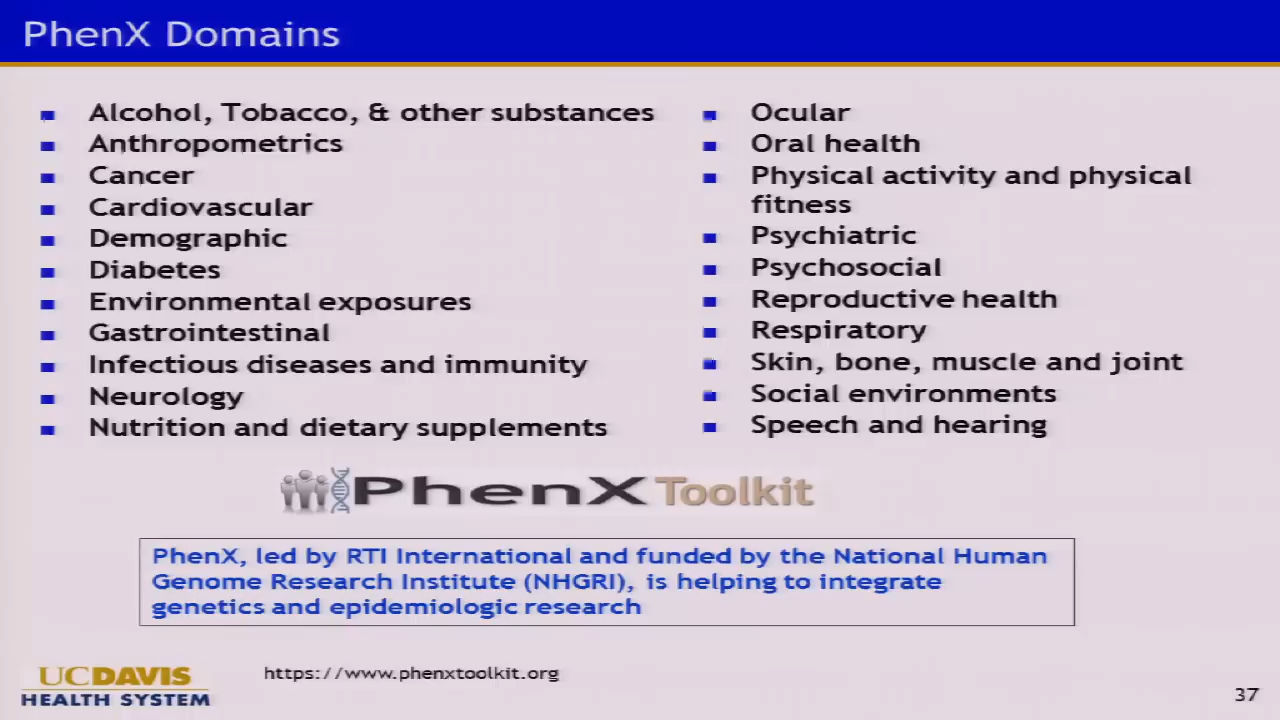 PhenX Domains
Alcohol, Tobacco, & other substances
Anthropometrics
Cancer
Cardiovascular
Demographic
Diabetes
Environmental exposures
Gastrointestinal
Infectious diseases and immunity
Neurology
Nutrition and dietary supplements
Ocular
Oral health
Physical activity and physical
fitness
Psychiatric
Psychosocial
Reproductive health
Respiratory
Skin, bone, muscle and joint
Social environments
Speech and hearing
PhenX Toolkit
PhenX, led by RTI International and funded by the National Human
Genome Research Institute (NHGRI), is helping to integrate
genetics and epidemiologic research
UCDAVIS
HEALTH SYSTEM
https://www.phenxtoolkit.org
37